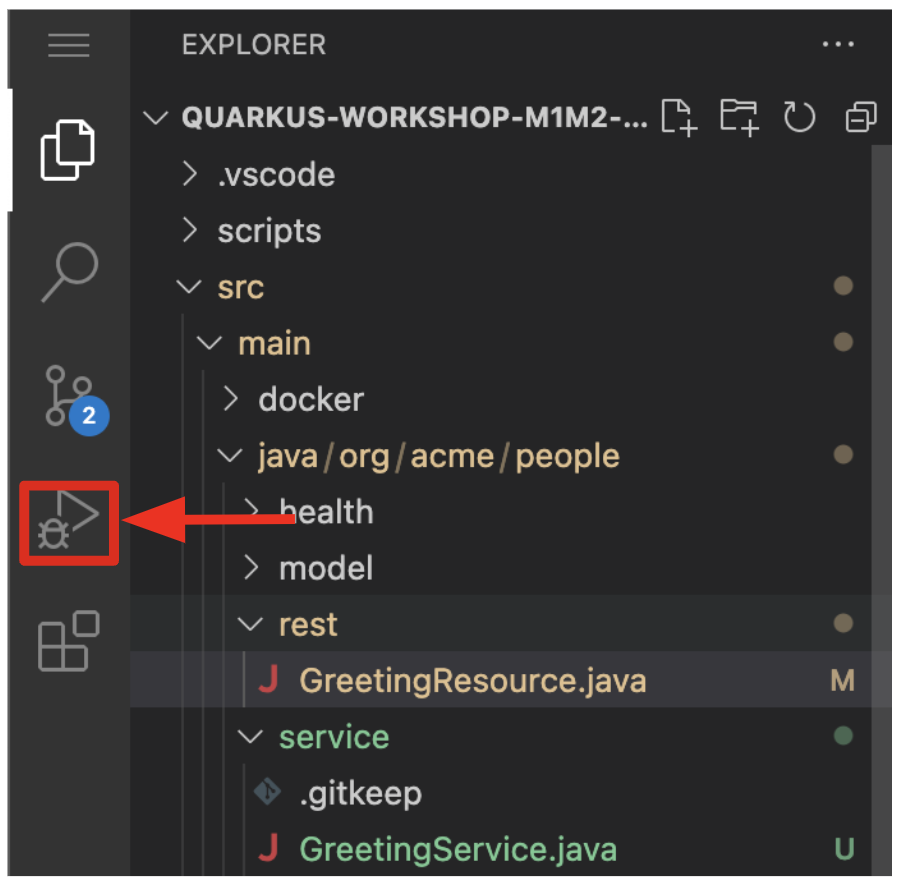 EXPLORER
QUARKUS-WORKSHOP-M1M2-...
.vscode
scripts
src
main
2
docker
java/org/acme/people
health
model
rest
J GreetingResource.java M
service
.gitkeep
J GreetingService.java U